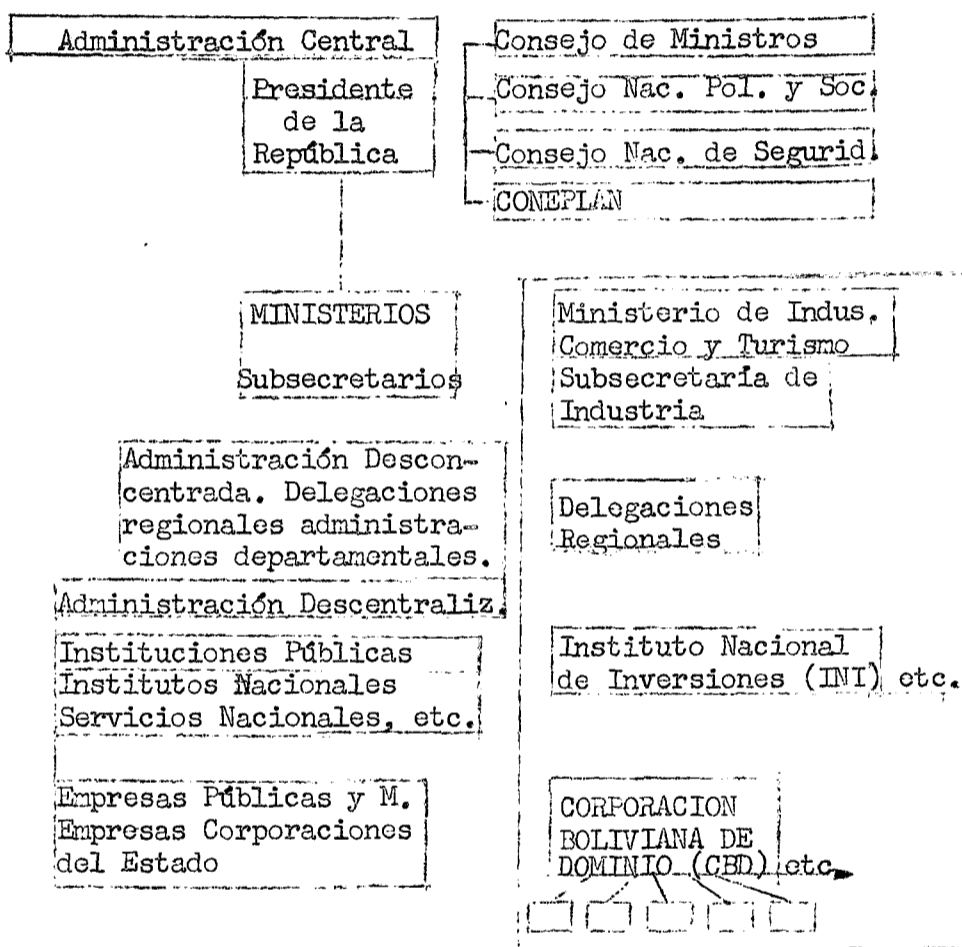 Administración Central
Presidente
de la
República
Consejo de Ministros
Consejo Nac. Pol. y Soc.
Consejo Nac. de Segurid.
CONEPLAN
MINISTERIOS
Subsecretarios
Administración Descon-
centrada. Delegaciones
regionales administra-
ciones departamentales.
Administración Descentraliz.
Instituciones Públicas
Institutos Nacionales
Servicios Nacionales, etc.
Empresas Públicas y M.
Empresas Corporaciones
del Estado
Ministerio de Indus.
Comercio y Turismo
Subsecretaría de
Industria
Delegaciones
Regionales
Instituto Nacional
de Inversiones (INI) etc.
CORPORACION
BOLIVIANA DE
DOMINIO (CBD) etc